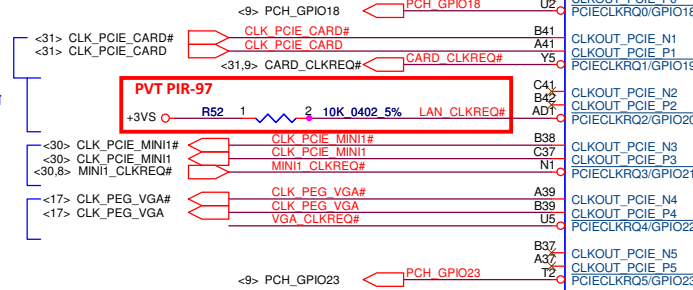 <9> PCH_GPIO18 PCH_GPIO18 U2 PCIECLKRQ0/GPIO18
<31> CLK_PCIE_CARD# CLK_PCIE_CARD# B41 CLKOUT_PCIE_N1
<31> CLK_PCIE_CARD CLK_PCIE_CARD A41 CLKOUT_PCIE_P1
<31,9> CARD_CLKREQ# CARD_CLKREQ# Y5 PCIECLKRQ1/GPIO19
PVT PIR-97
C41 CLKOUT_PCIE_N2
B42 CLKOUT_PCIE_P2
+3VS R52 1 2 10K_0402_5% LAN_CLKREQ# AD1 PCIECLKRQ2/GPIO20
<30> CLK_PCIE_MINI1# CLK_PCIE_MINI1# B38 CLKOUT_PCIE_N3
<30> CLK_PCIE_MINI1 CLK_PCIE_MINI1 C37 CLKOUT_PCIE_P3
<30,8> MINI1_CLKREQ# MINI1_CLKREQ# N1 PCIECLKRQ3/GPIO21
<17> CLK_PEG_VGA# CLK_PEG_VGA# A39 CLKOUT_PCIE_N4
<17> CLK_PEG_VGA CLK_PEG_VGA B39 CLKOUT_PCIE_P4
VGA_CLKREQ# U5 PCIECLKRQ4/GPIO22
B37 CLKOUT_PCIE_N5
A37 CLKOUT_PCIE_P5
<9> PCH_GPIO23 PCH_GPIO23 T2 PCIECLKRQ5/GPIO23